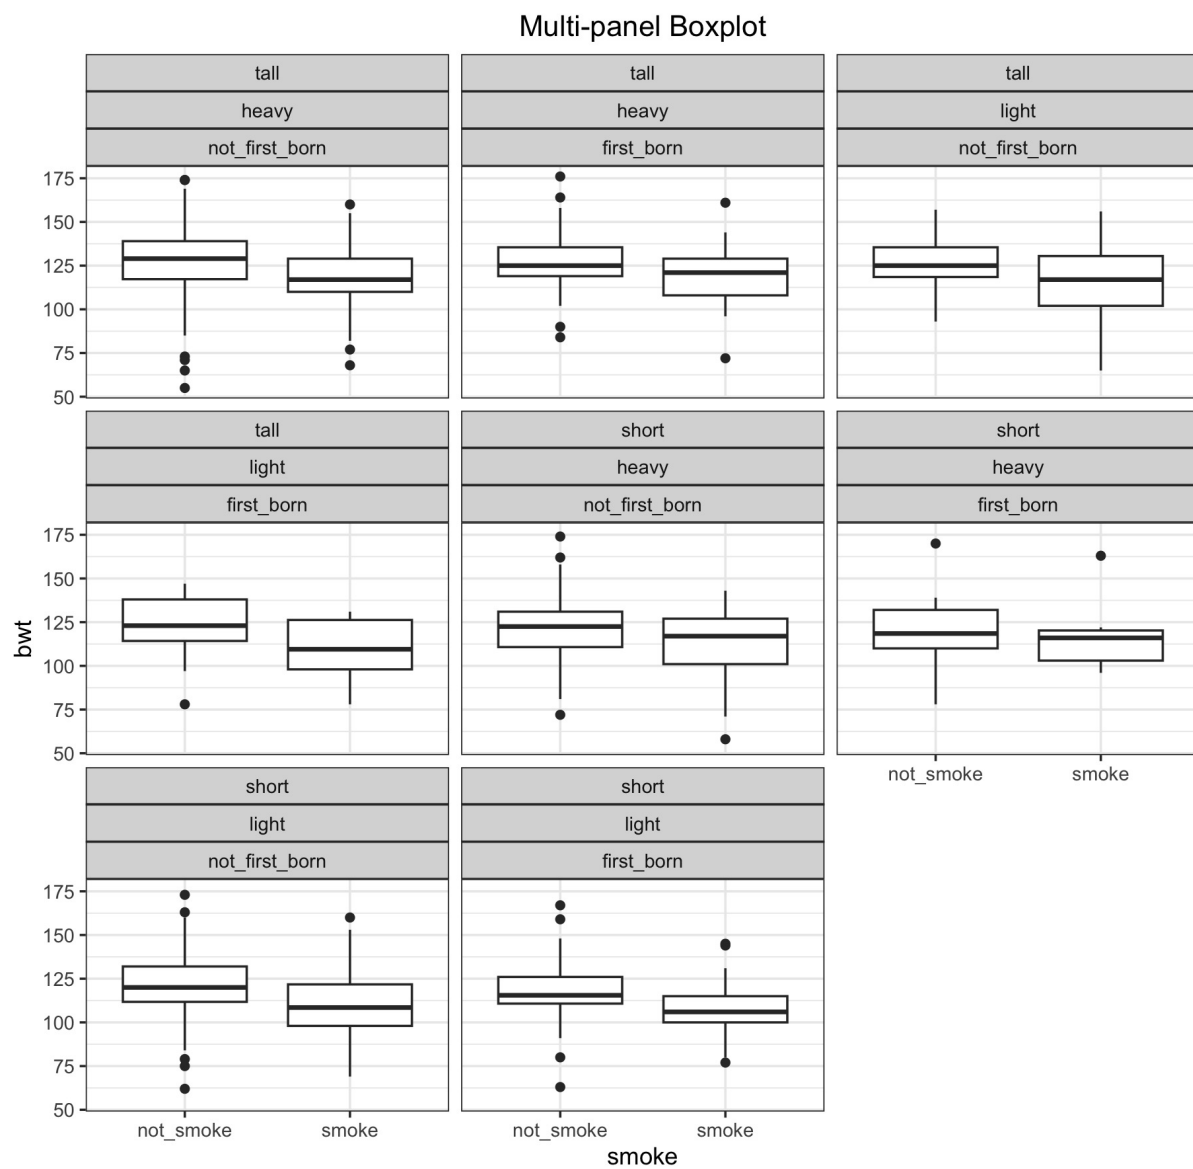 Multi-panel Boxplot
tall
heavy
not_first_born
tall
heavy
first_born
tall
light
not_first_born
175
150
125
100
75
50
tall
light
first_born
short
heavy
not_first_born
short
heavy
first_born
175
150
125
100
75
50
bwt
not_smoke smoke
short
light
not_first_born
short
light
first_born
175
150
125
100
75
50
not_smoke smoke not_smoke smoke
smoke